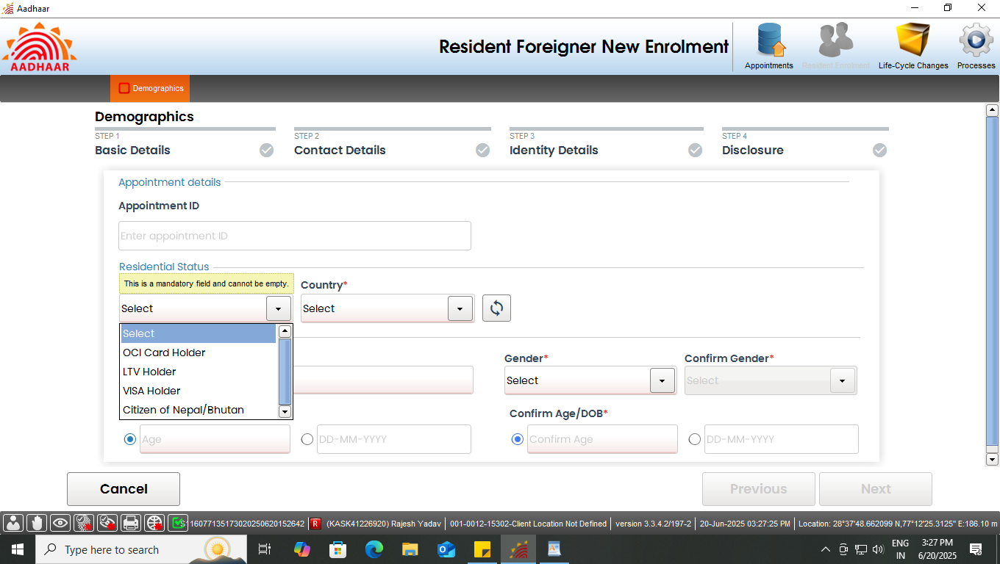 Aadhaar
AADHAAR
Resident Foreigner New Enrolment
Appointments
Resident Enrolment
Life-Cycle Changes
Processes
Demographics
Demographics
STEP 1
Basic Details
STEP 2
Contact Details
STEP 3
Identity Details
STEP 4
Disclosure
Appointment details
Appointment ID
Enter appointment ID
Residential Status
This is a mandatory field and cannot be empty.
Country*
Select
Select
Select
OCI Card Holder
LTV Holder
VISA Holder
Citizen of Nepal/Bhutan
Gender*
Confirm Gender*
Select
Select
Confirm Age/DOB*
Age
DD-MM-YYYY
Confirm Age
DD-MM-YYYY
Cancel
Previous
Next
S116077135173020250620152642
R
(KASK41226920) Rajesh Yadav
001-0012-15302-Client Location Not Defined
version 3.3.4.2/197-2
20-Jun-2025 03:27:25 PM
Location: 28°37'48.662099 N,77°12'25.3125" E:186.10 m
Type here to search
ENG
IN
3:27 PM
6/20/2025